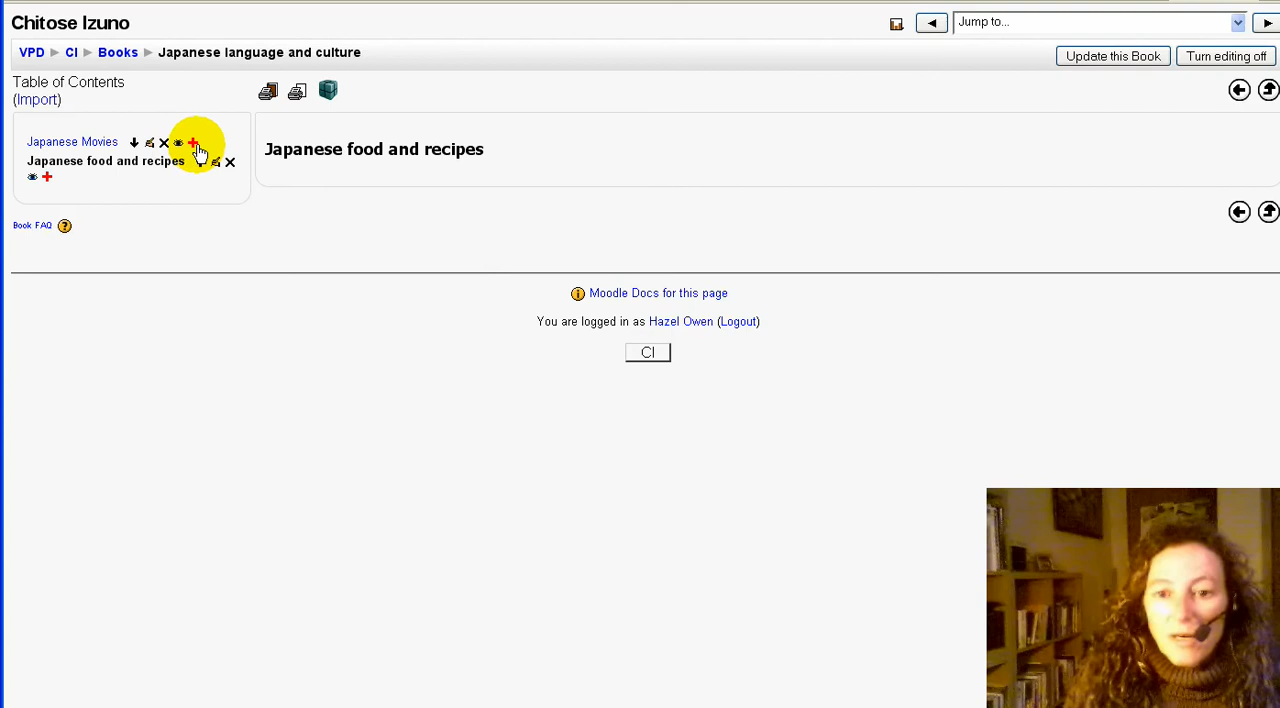 Chitose Izuno
Jump to...
VPD ► CI ► Books ► Japanese language and culture
Update this Book
Turn editing off
Table of Contents
(Import)
Japanese Movies
Japanese food and recipes
Japanese food and recipes
Book FAQ
Moodle Docs for this page
You are logged in as Hazel Owen (Logout)
CI